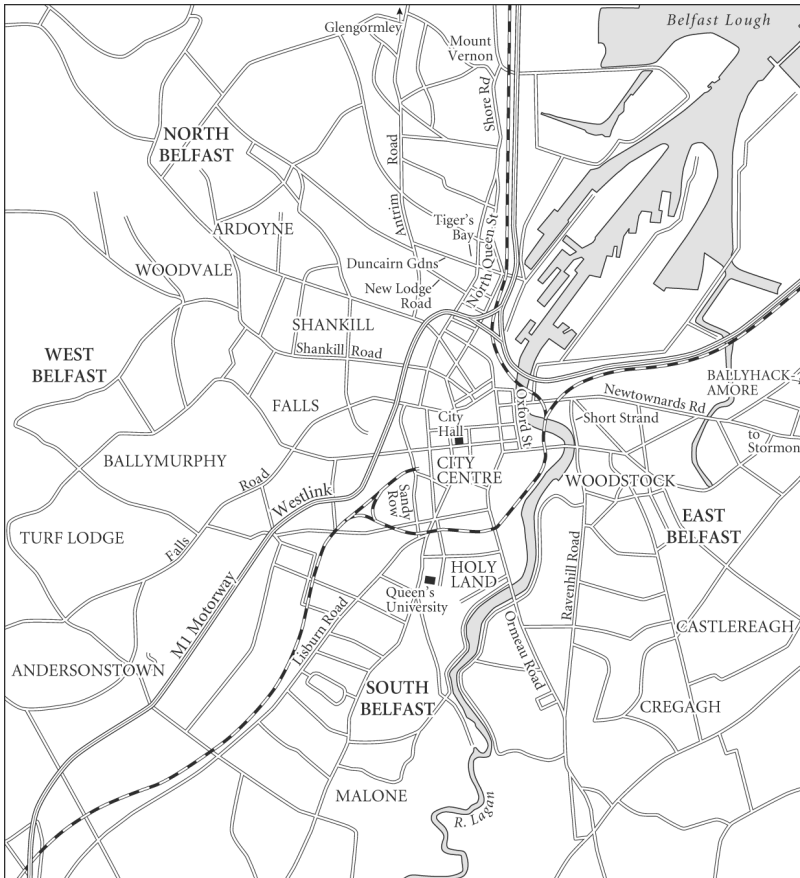 Belfast Lough
Glengormley
Mount
Vernon
Shore Rd
NORTH
BELFAST
Antrim
Road
Tiger's
Bay
North Queen St
ARDOYNE
Duncairn Gdns
WOODVALE
New Lodge
Road
SHANKILL
Shankill Road
WEST
BELFAST
BALLYHACK-
AMORE
Newtownards Rd
FALLS
City
Hall
Oxford St
Short Strand
to
Stormon
BALLYMURPHY
CITY
CENTRE
Falls
Road
Westlink
Sandy
Row
WOODSTOCK
EAST
BELFAST
TURF LODGE
HOLY
LAND
Queen's
University
Ravenhill Road
M1 Motorway
Lisburn Road
Ormeau Road
CASTLEREAGH
ANDERSONSTOWN
SOUTH
BELFAST
CREGAGH
MALONE
R. Lagan